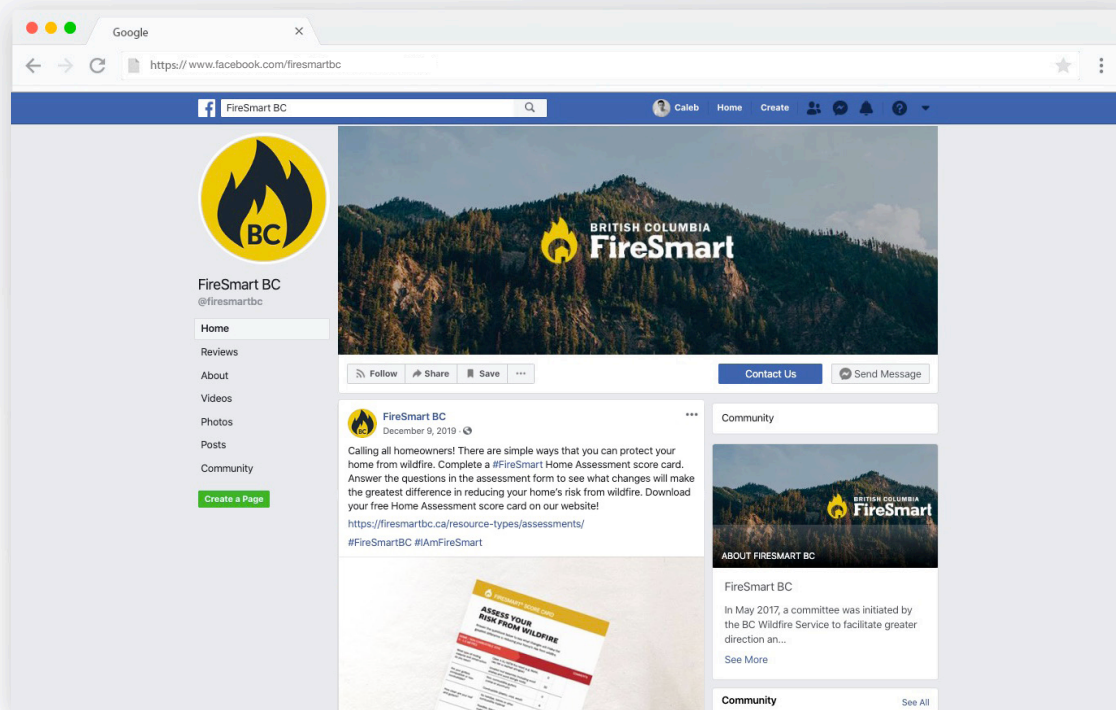 Google
https:// www.facebook.com/firesmartbc
FireSmart BC
Caleb
Home
Create
BC
FireSmart BC
@firesmartbc
Home
Reviews
About
Videos
Photos
Posts
Community
Create a Page
BRITISH COLUMBIA
FireSmart
Follow
Share
Save
Contact Us
Send Message
FireSmart BC
December 9, 2019
Calling all homeowners! There are simple ways that you can protect your
home from wildfire. Complete a #FireSmart Home Assessment score card.
Answer the questions in the assessment form to see what changes will make
the greatest difference in reducing your home's risk from wildfire. Download
your free Home Assessment score card on our website!
https://firesmartbc.ca/resource-types/assessments/
#FireSmartBC #IAmFireSmart
FIRESMART® SCORE CARD
ASSESS YOUR
RISK FROM WILDFIRE
Community
BRITISH COLUMBIA
FireSmart
ABOUT FIRESMART BC
FireSmart BC
In May 2017, a committee was initiated by
the BC Wildfire Service to facilitate greater
direction an...
See More
Community
See All